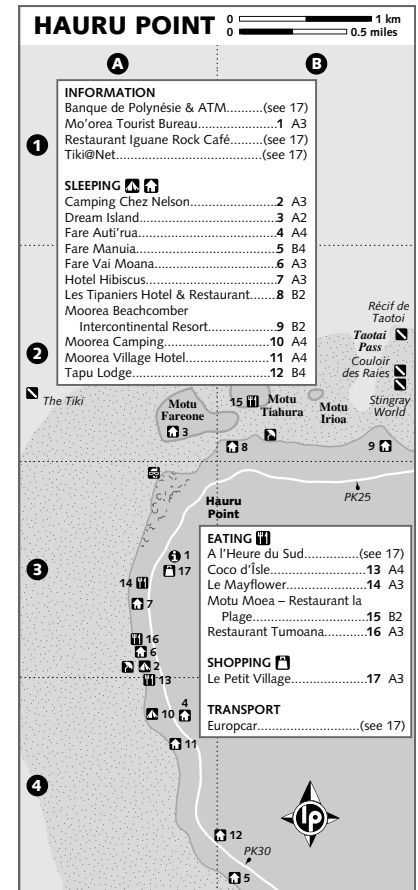 HAURU POINT
0 1 km
0 0.5 miles
A B
1
INFORMATION
Banque de Polynésie & ATM..........(see 17)
Mo'orea Tourist Bureau......................1 A3
Restaurant Iguane Rock Café.......(see 17)
Tiki@Net........................................(see 17)
SLEEPING
Camping Chez Nelson........................2 A3
Dream Island......................................3 A2
Fare Auti'rua......................................4 A4
Fare Manuia.......................................5 B4
Fare Vai Moana..................................6 A3
Hotel Hibiscus....................................7 A3
Les Tipaniers Hotel & Restaurant.......8 B2
Moorea Beachcomber
Intercontinental Resort.................9 B2
Moorea Camping..............................10 A4
Moorea Village Hotel........................11 A4
Tapu Lodge......................................12 B4
2
Récif de
Taotoi
Taotai
Pass
Couloir
des Raies
Stingray
World
The Tiki
Motu
Fareone
3
15
Motu
Tiahura
Motu
Irioa
8
9
PK25
Hauru
Point
3
1
17
14
7
16
6
2
13
4
10
11
EATING
A l'Heure du Sud..............(see 17)
Coco d'Îsle........................13 A4
Le Mayflower....................14 A3
Motu Moea – Restaurant la
Plage............................15 B2
Restaurant Tumoana..........16 A3
SHOPPING
Le Petit Village..................17 A3
TRANSPORT
Europcar..........................(see 17)
4
lp
12
PK30
5